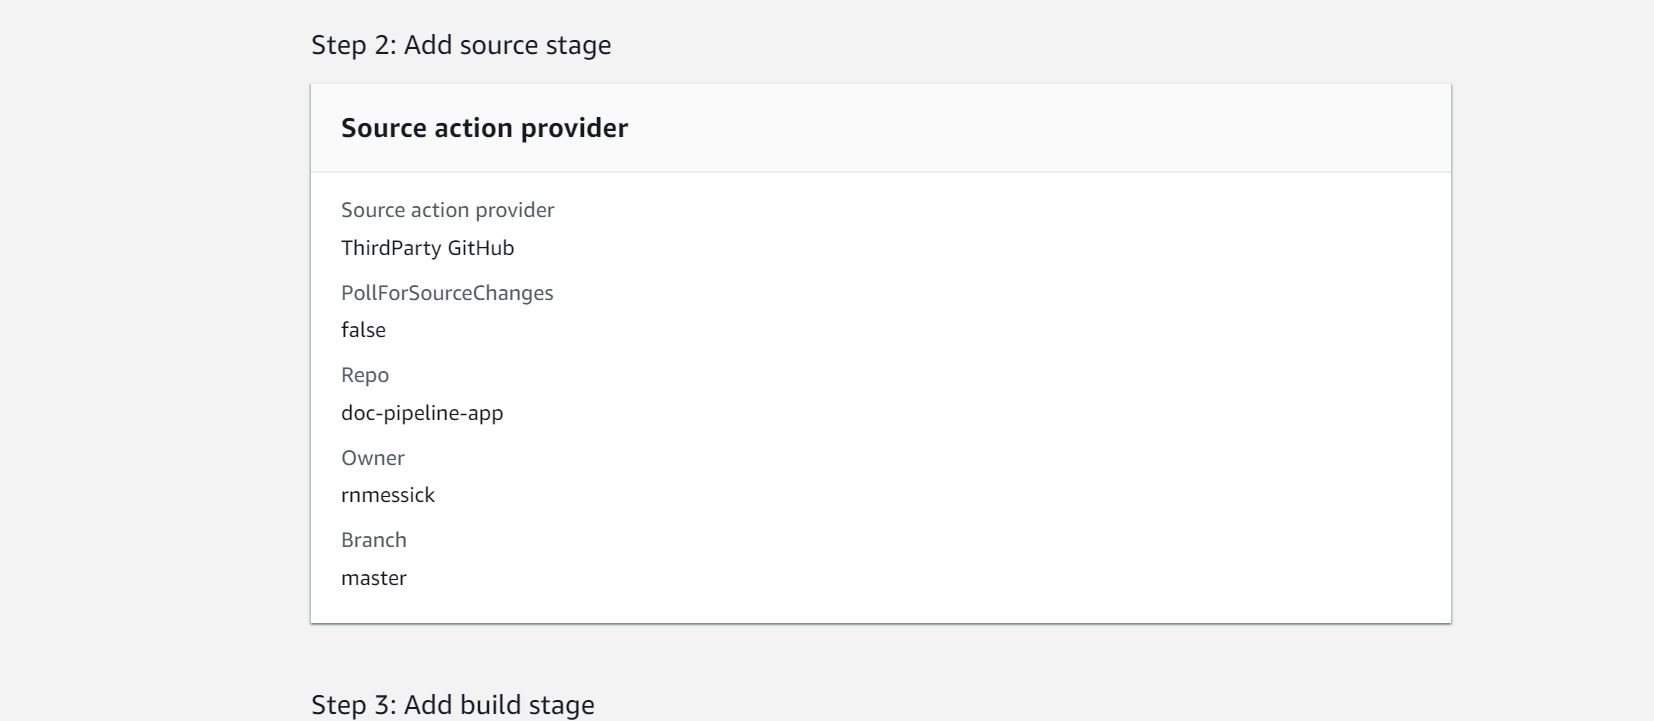 Step 2: Add source stage
Source action provider
Source action provider
ThirdParty GitHub
PollForSourceChanges
false
Repo
doc-pipeline-app
Owner
rnmessick
Branch
master
Step 3: Add build stage